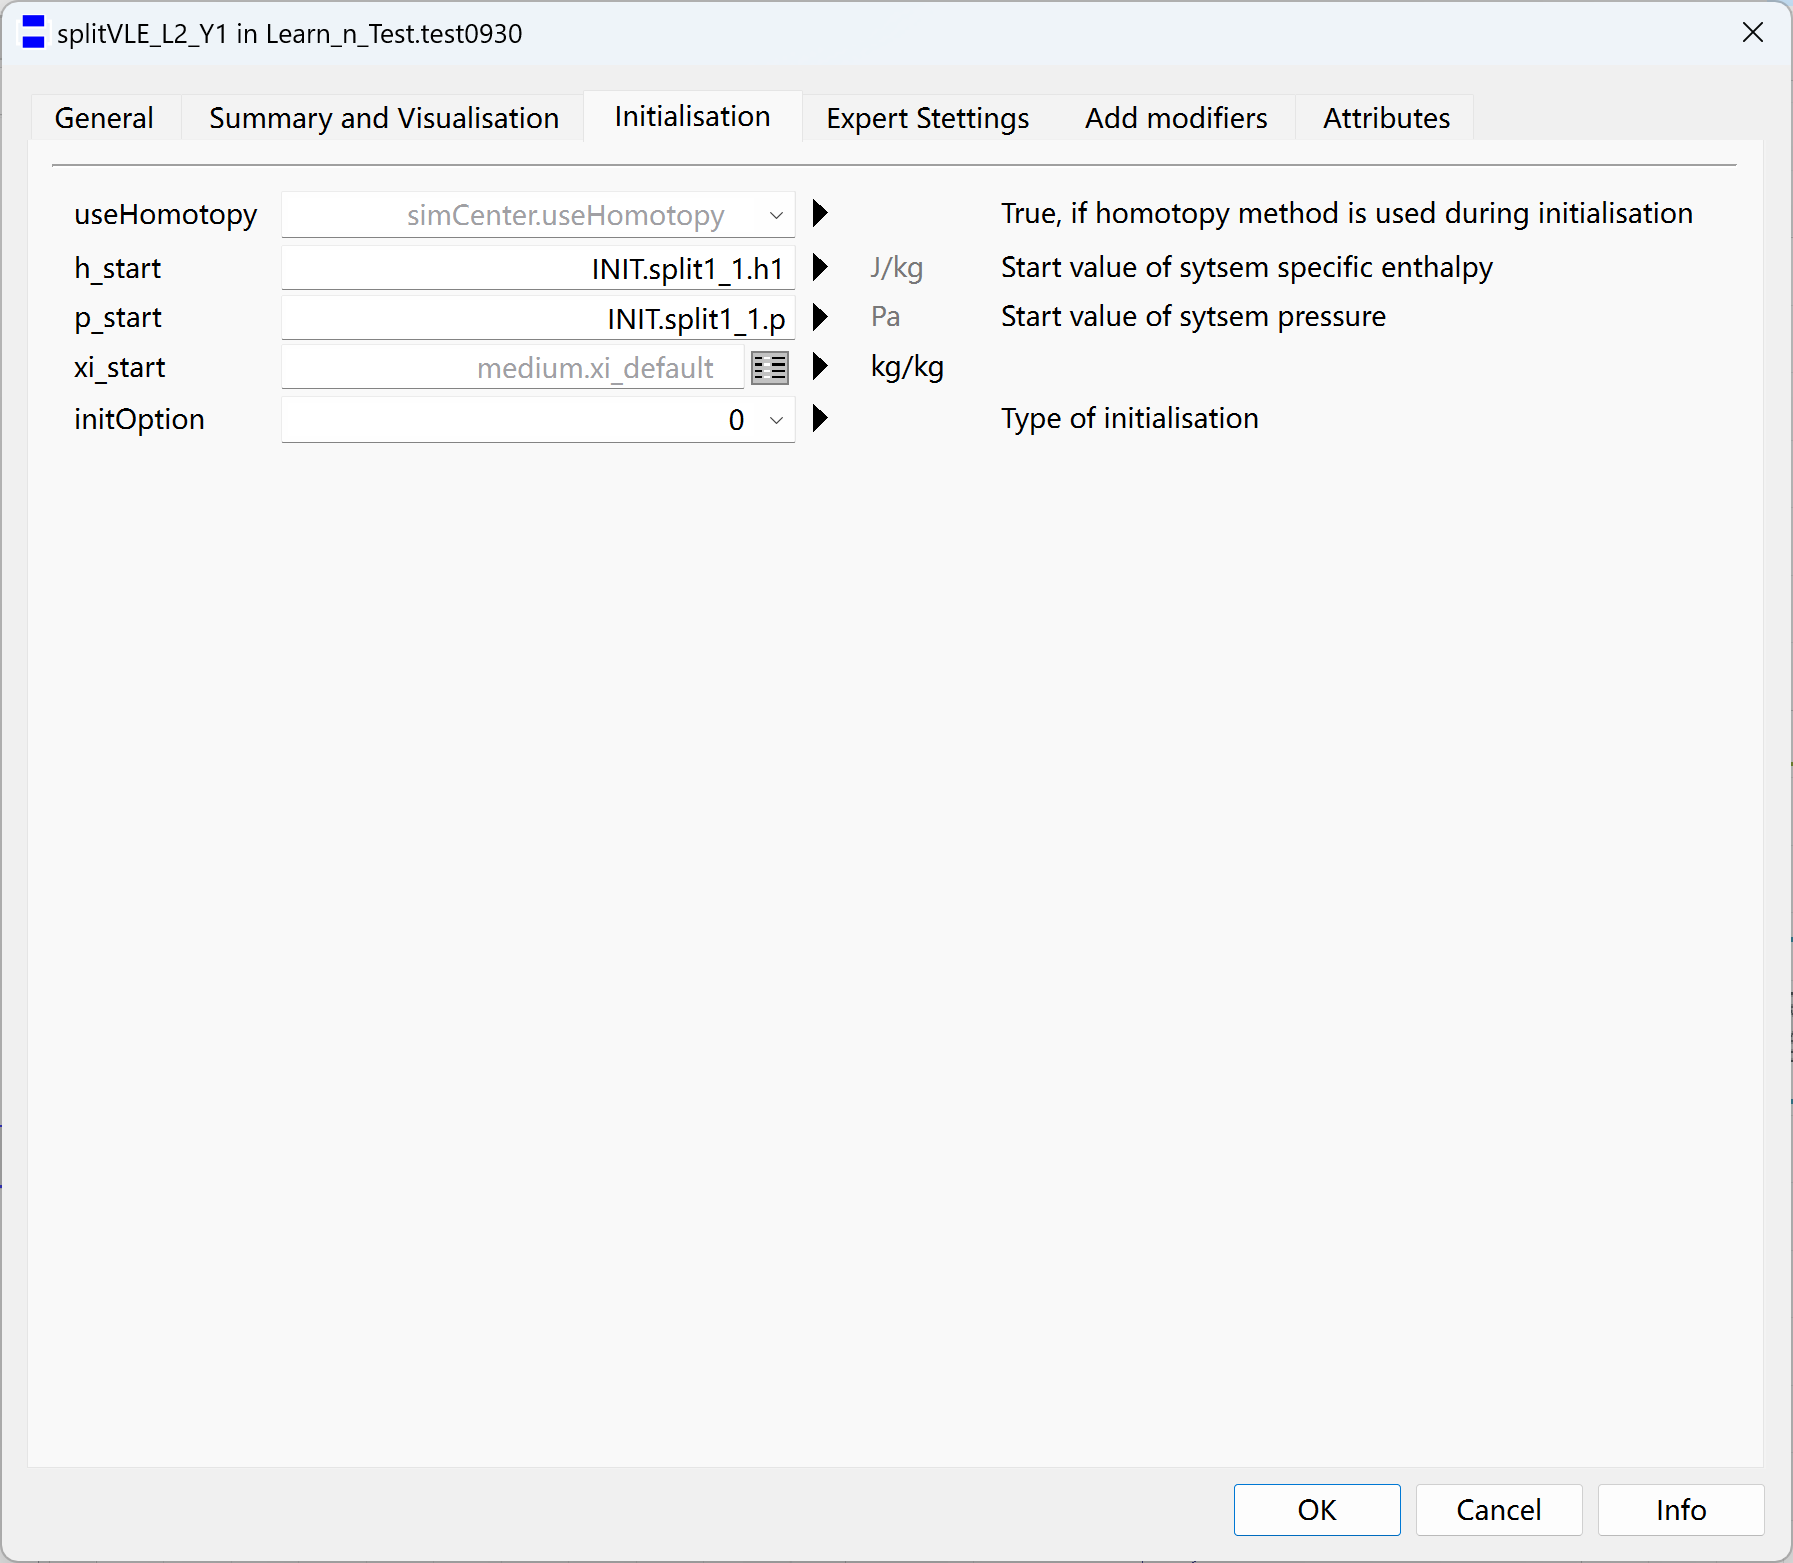 splitVLE_L2_Y1 in Learn_n_Test.test0930
General Summary and Visualisation Initialisation Expert Stettings Add modifiers Attributes
useHomotopy simCenter.useHomotopy True, if homotopy method is used during initialisation
h_start INIT.split1_1.h1 J/kg Start value of sytsem specific enthalpy
p_start INIT.split1_1.p Pa Start value of sytsem pressure
xi_start medium.xi_default kg/kg
initOption 0 Type of initialisation
OK Cancel Info